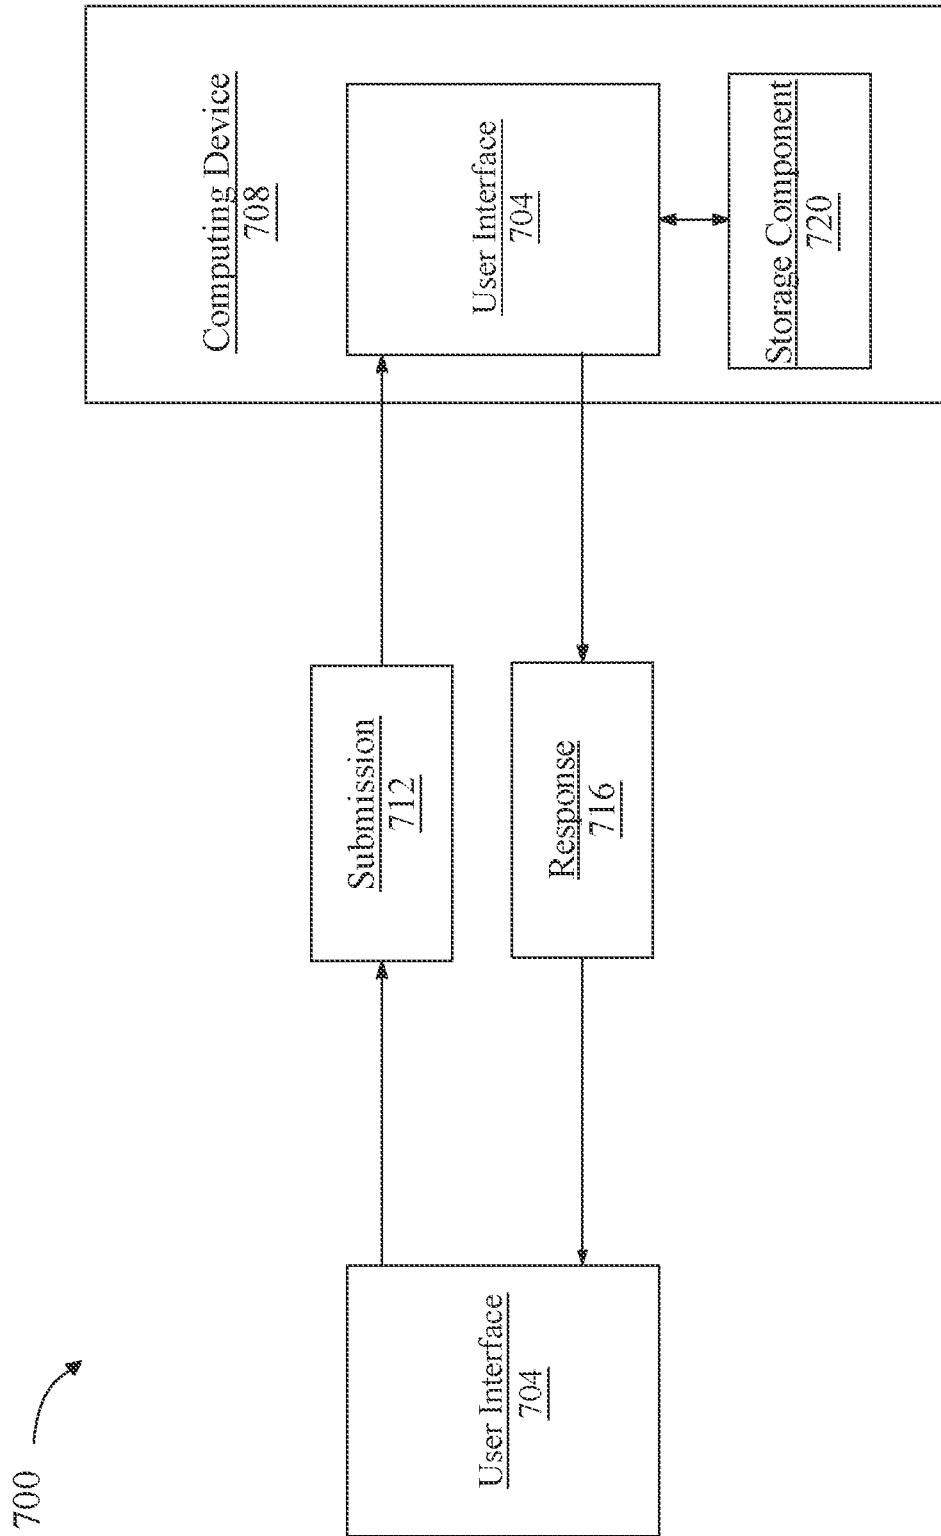 700
User Interface
704
Submission
712
Response
716
Computing Device
708
User Interface
704
Storage Component
720